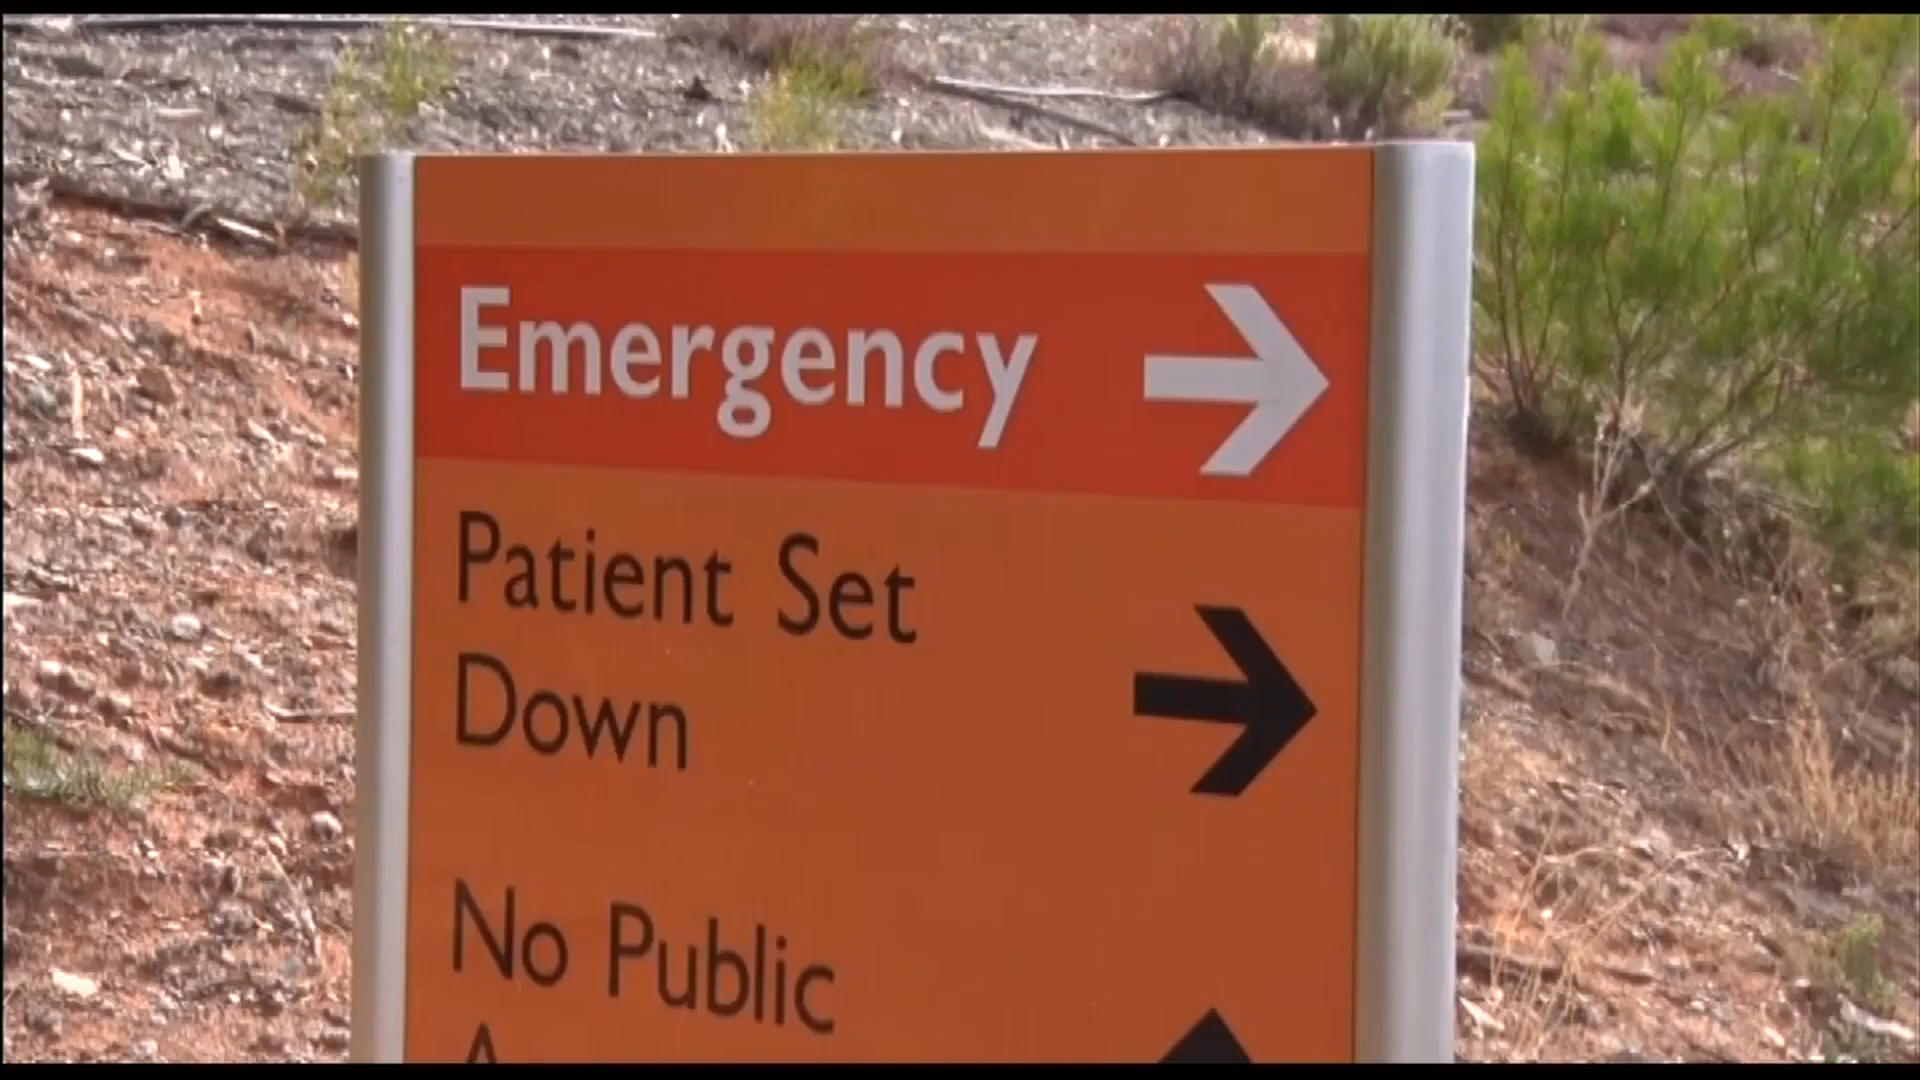 Emergency
Patient Set
Down
No Public